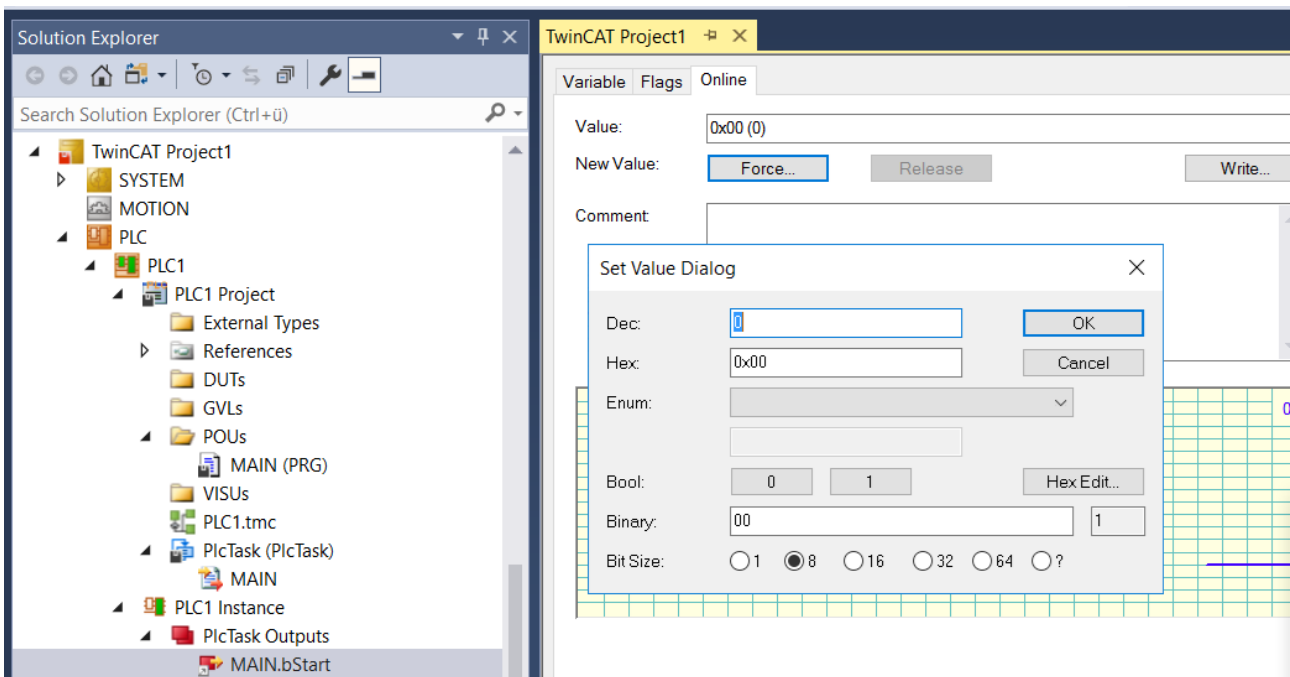 Solution Explorer
Search Solution Explorer (Ctrl+ü)
TwinCAT Project1
SYSTEM
MOTION
PLC
PLC1
PLC1 Project
External Types
References
DUTs
GVLs
POUs
MAIN (PRG)
VISUs
PLC1.tmc
PlcTask (PlcTask)
MAIN
PLC1 Instance
PlcTask Outputs
MAIN.bStart
TwinCAT Project1
Variable Flags Online
Value: 0x00 (0)
New Value: Force... Release Write...
Comment:
Set Value Dialog
Dec: 0 OK
Hex: 0x00 Cancel
Enum:
Bool: 0 1 Hex Edit...
Binary: 00 1
Bit Size: 1 8 16 32 64 ?